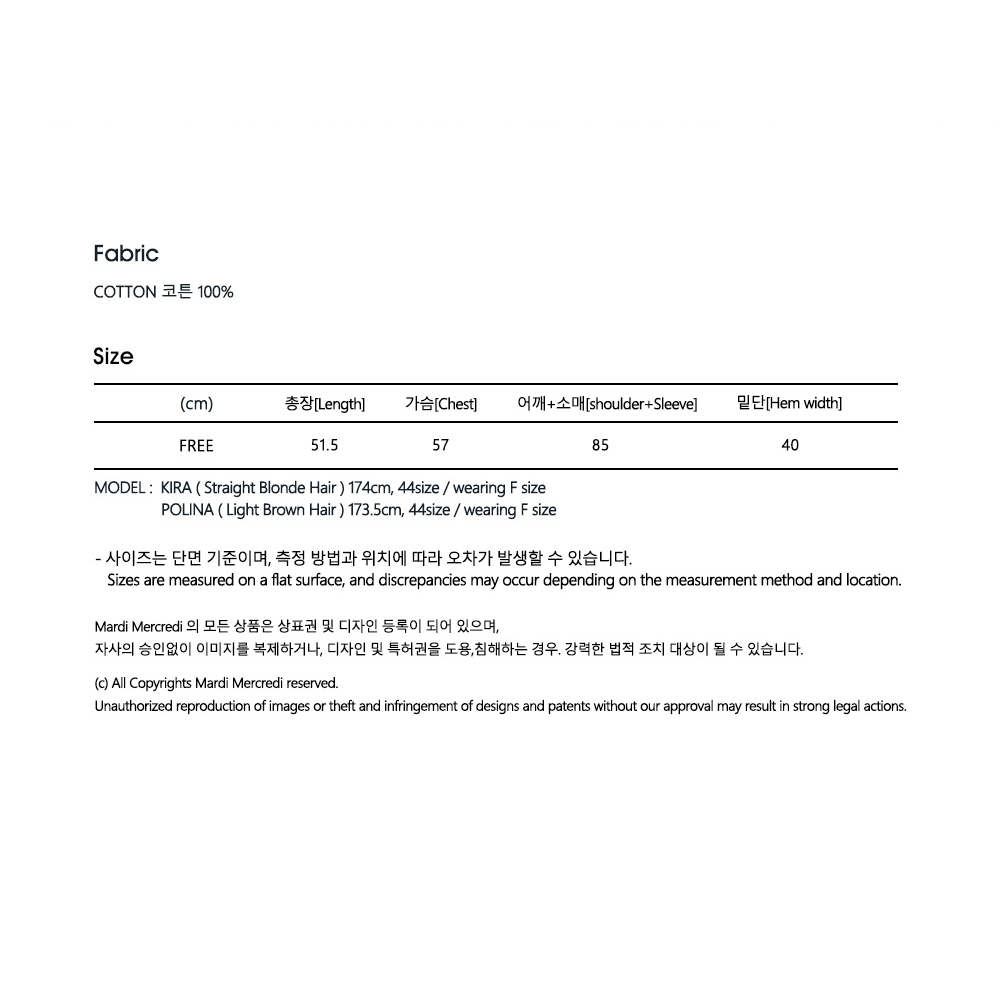 Fabric
COTTON 코튼 100%
Size
(cm) 총장[Length] 가슴[Chest] 어깨+소매[shoulder+Sleeve] 밑단[Hem width]
FREE 51.5 57 85 40
MODEL : KIRA ( Straight Blonde Hair ) 174cm, 44size / wearing F size
POLINA ( Light Brown Hair ) 173.5cm, 44size / wearing F size
- 사이즈는 단면 기준이며, 측정 방법과 위치에 따라 오차가 발생할 수 있습니다.
Sizes are measured on a flat surface, and discrepancies may occur depending on the measurement method and location.
Mardi Mercredi 의 모든 상품은 상표권 및 디자인 등록이 되어 있으며,
자사의 승인없이 이미지를 복제하거나, 디자인 및 특허권을 도용,침해하는 경우. 강력한 법적 조치 대상이 될 수 있습니다.
(c) All Copyrights Mardi Mercredi reserved.
Unauthorized reproduction of images or theft and infringement of designs and patents without our approval may result in strong legal actions.